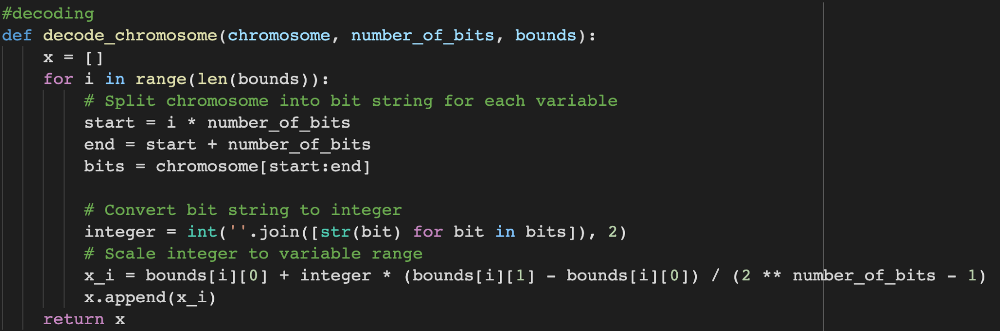 #decoding
def decode_chromosome(chromosome, number_of_bits, bounds):
    x = []
    for i in range(len(bounds)):
        # Split chromosome into bit string for each variable
        start = i * number_of_bits
        end = start + number_of_bits
        bits = chromosome[start:end]

        # Convert bit string to integer
        integer = int(''.join([str(bit) for bit in bits]), 2)
        # Scale integer to variable range
        x_i = bounds[i][0] + integer * (bounds[i][1] - bounds[i][0]) / (2 ** number_of_bits - 1)
        x.append(x_i)
    return x